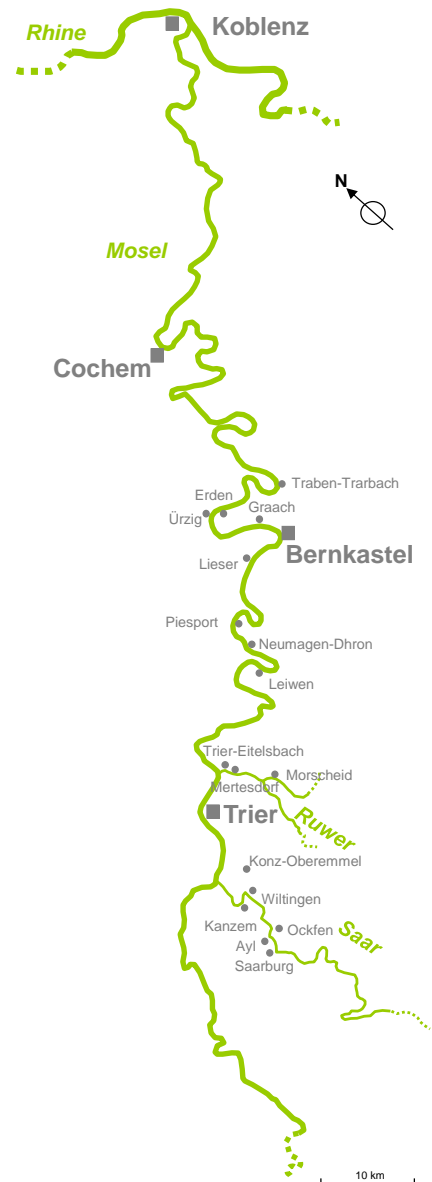 Koblenz
Rhine
N
Mosel
Cochem
Traben-Trarbach
Erden
Graach
Ürzig
Bernkastel
Lieser
Piesport
Neumagen-Dhron
Leiwen
Trier-Eitelsbach
Morscheid
Mertesdorf
Trier
Ruwer
Konz-Oberemmel
Wiltingen
Kanzem
Ockfen
Saar
Ayl
Saarburg
10 km